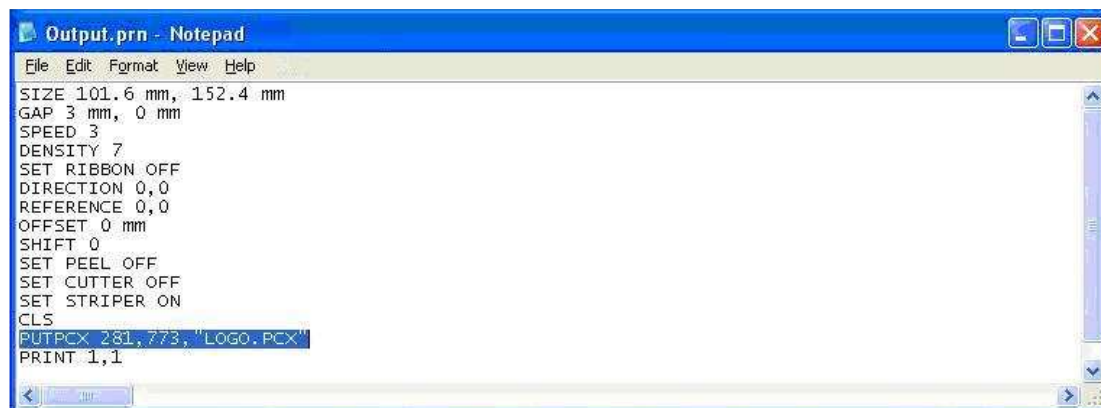 Output.prn - Notepad
File Edit Format View Help
SIZE 101.6 mm, 152.4 mm
GAP 3 mm, 0 mm
SPEED 3
DENSITY 7
SET RIBBON OFF
DIRECTION 0,0
REFERENCE 0,0
OFFSET 0 mm
SHIFT 0
SET PEEL OFF
SET CUTTER OFF
SET STRIPER ON
CLS
PUTPCX 281,773,"LOGO.PCX"
PRINT 1,1